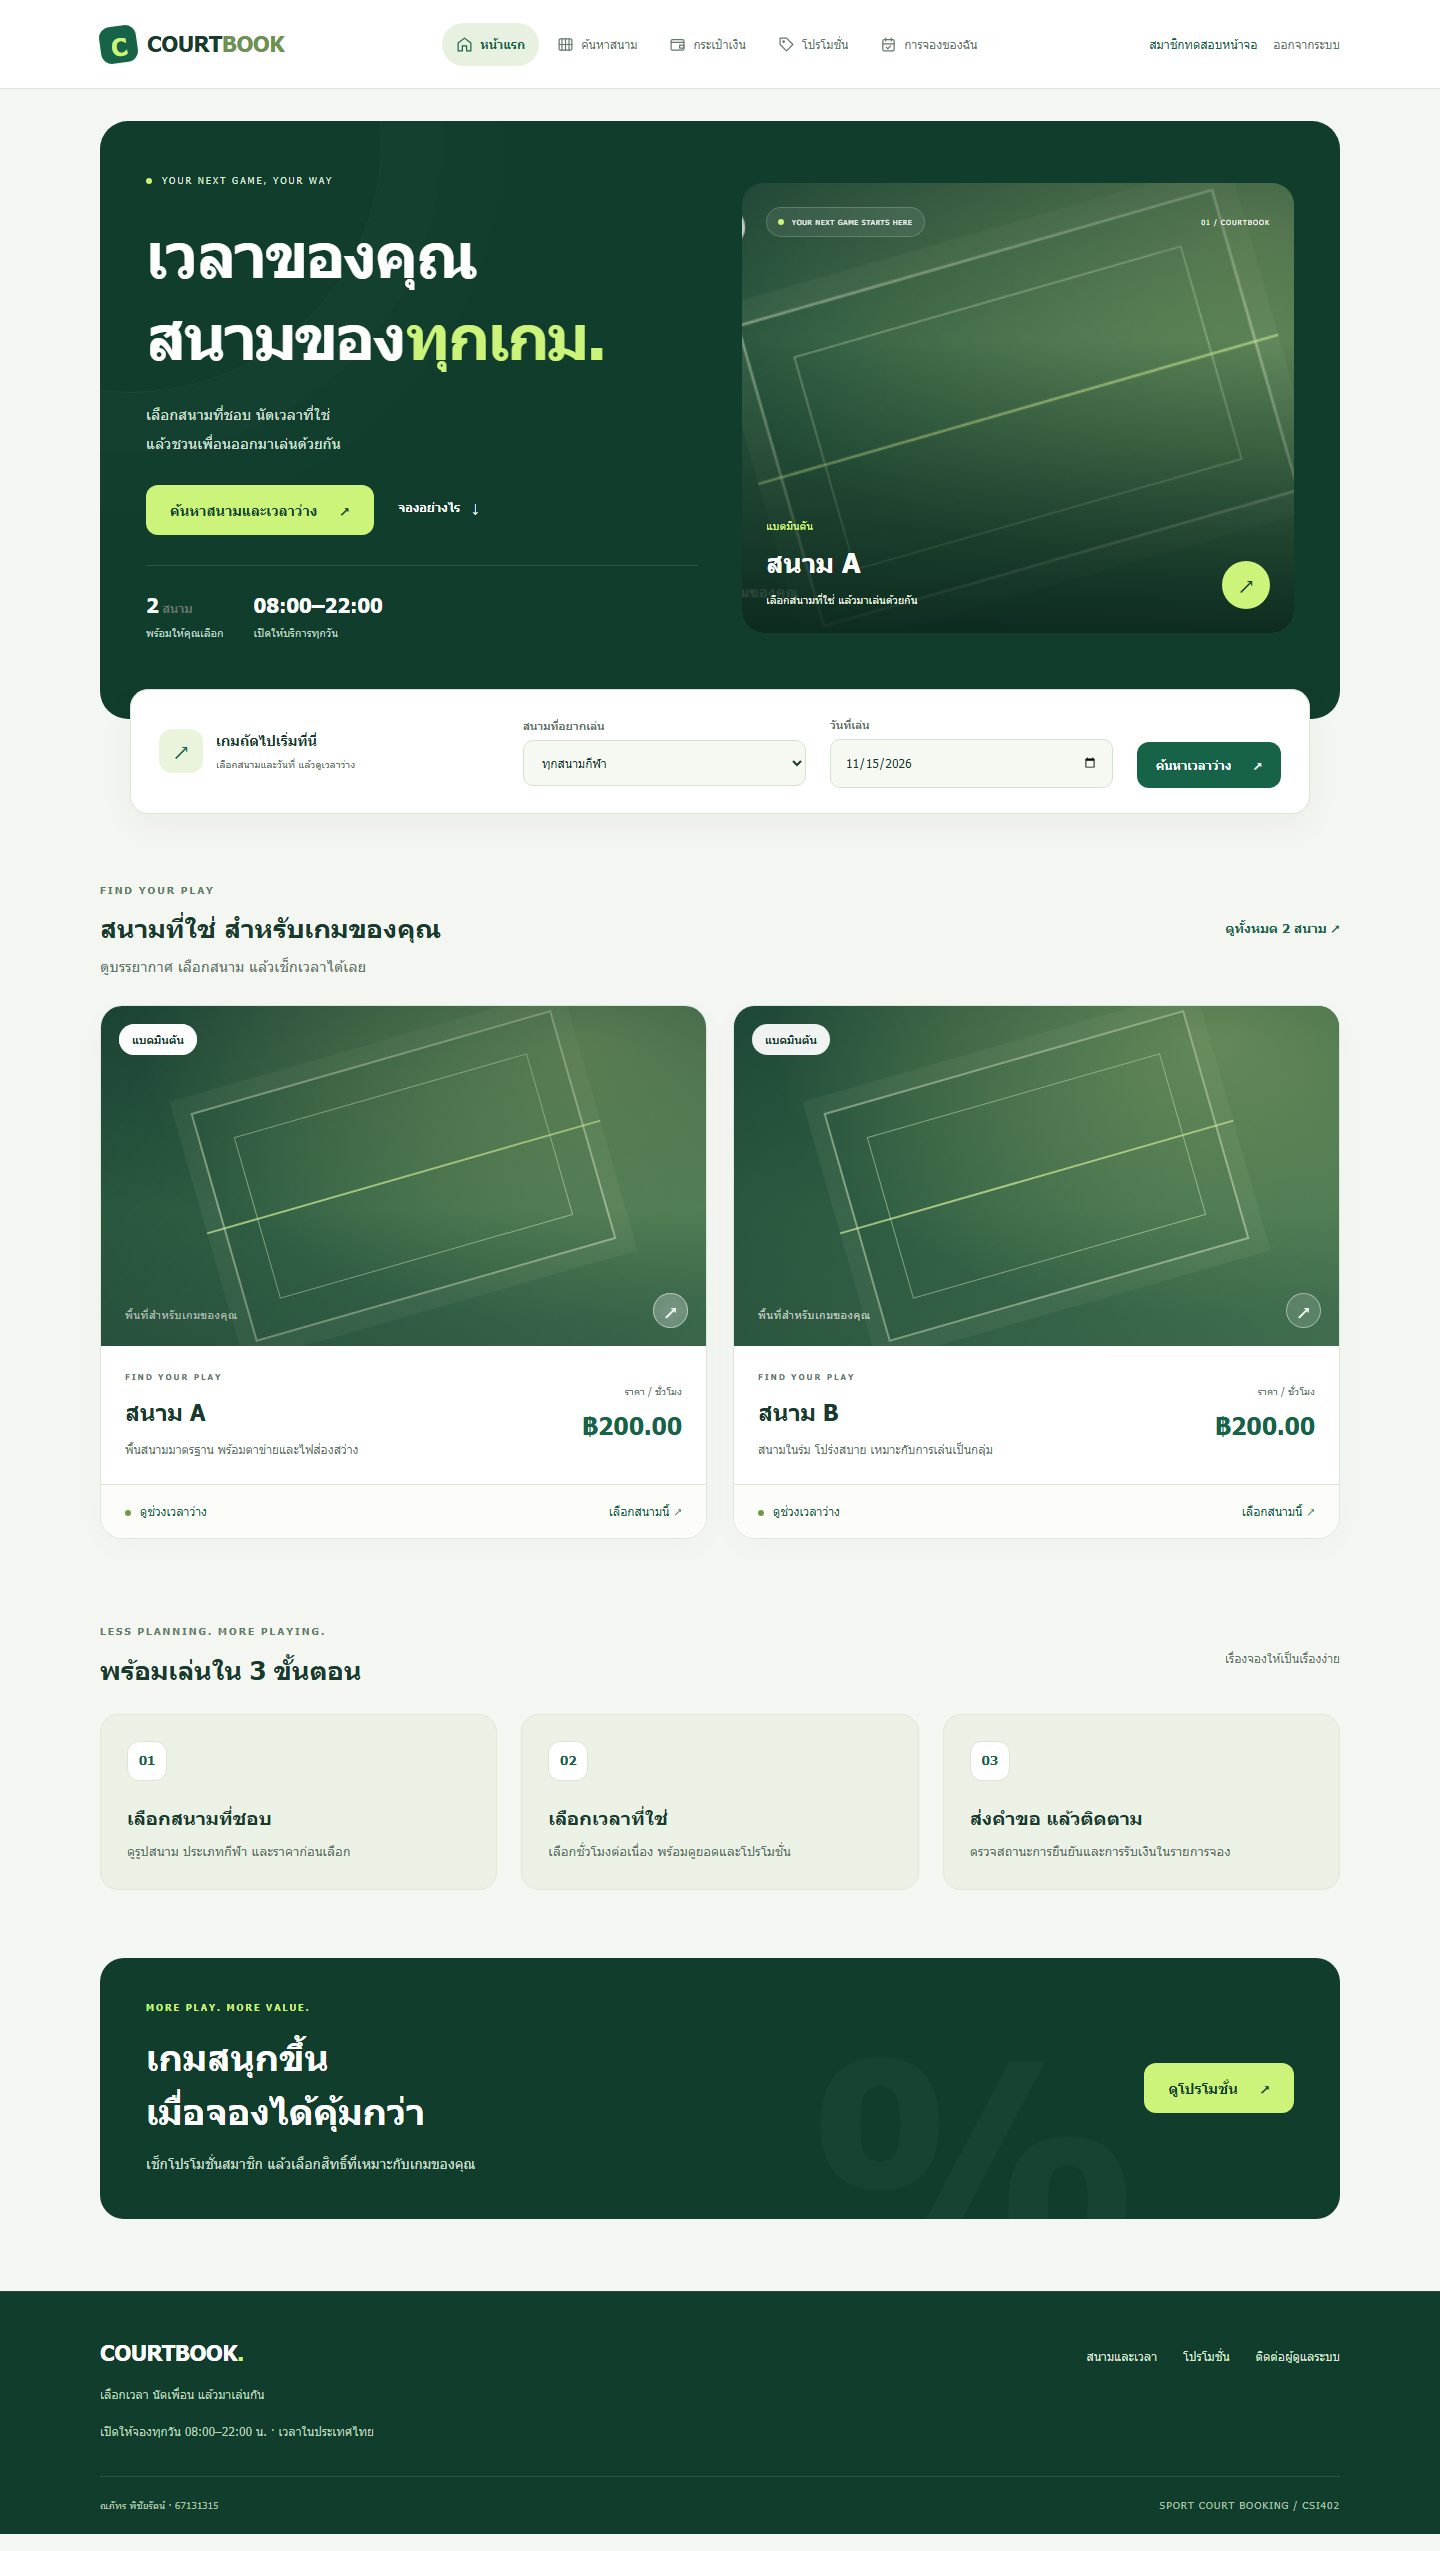 C COURTBOOK
หน้าแรก
ค้นหาสนาม
กระเป๋าเงิน
โปรโมชั่น
การจองของฉัน
สมาชิกทดสอบหน้าจอ
ออกจากระบบ
YOUR NEXT GAME, YOUR WAY
เวลาของคุณ
สนามของทุกเกม.
เลือกสนามที่ชอบ นัดเวลาที่ใช่
แล้วชวนเพื่อนออกมาเล่นด้วยกัน
ค้นหาสนามและเวลาว่าง ↗
จองอย่างไร ↓
2 สนาม
พร้อมให้คุณเลือก
08:00–22:00
เปิดให้บริการทุกวัน
YOUR NEXT GAME STARTS HERE
01 / COURTBOOK
แบดมินตัน
สนาม A
เลือกสนามที่ใช่ แล้วมาเล่นด้วยกัน
↗
↗
เกมถัดไปเริ่มที่นี่
เลือกสนามและวันที่ แล้วดูเวลาว่าง
สนามที่อยากเล่น
ทุกสนามกีฬา
วันที่เล่น
11/15/2026
ค้นหาเวลาว่าง ↗
FIND YOUR PLAY
สนามที่ใช่ สำหรับเกมของคุณ
ดูบรรยากาศ เลือกสนาม แล้วเช็กเวลาได้เลย
ดูทั้งหมด 2 สนาม ↗
แบดมินตัน
พื้นที่สำหรับเกมของคุณ
↗
FIND YOUR PLAY
สนาม A
พื้นสนามมาตรฐาน พร้อมตาข่ายและไฟส่องสว่าง
ราคา / ชั่วโมง
฿200.00
ดูช่วงเวลาว่าง
เลือกสนามนี้ ↗
แบดมินตัน
พื้นที่สำหรับเกมของคุณ
↗
FIND YOUR PLAY
สนาม B
สนามในร่ม โปร่งสบาย เหมาะกับการเล่นเป็นกลุ่ม
ราคา / ชั่วโมง
฿200.00
ดูช่วงเวลาว่าง
เลือกสนามนี้ ↗
LESS PLANNING. MORE PLAYING.
พร้อมเล่นใน 3 ขั้นตอน
เรื่องจองให้เป็นเรื่องง่าย
01
เลือกสนามที่ชอบ
ดูรูปสนาม ประเภทกีฬา และราคาก่อนเลือก
02
เลือกเวลาที่ใช่
เลือกชั่วโมงต่อเนื่อง พร้อมดูยอดและโปรโมชั่น
03
ส่งคำขอ แล้วติดตาม
ตรวจสถานะการยืนยันและการรับเงินในรายการจอง
MORE PLAY. MORE VALUE.
เกมสนุกขึ้น
เมื่อจองได้คุ้มกว่า
เช็กโปรโมชั่นสมาชิก แล้วเลือกสิทธิ์ที่เหมาะกับเกมของคุณ
%
ดูโปรโมชั่น ↗
COURTBOOK.
เลือกเวลา นัดเพื่อน แล้วมาเล่นกัน
เปิดให้จองทุกวัน 08:00–22:00 น. · เวลาในประเทศไทย
สนามและเวลา
โปรโมชั่น
ติดต่อผู้ดูแลระบบ
ณภัทร พิชัยรัตน์ · 67131315
SPORT COURT BOOKING / CSI402